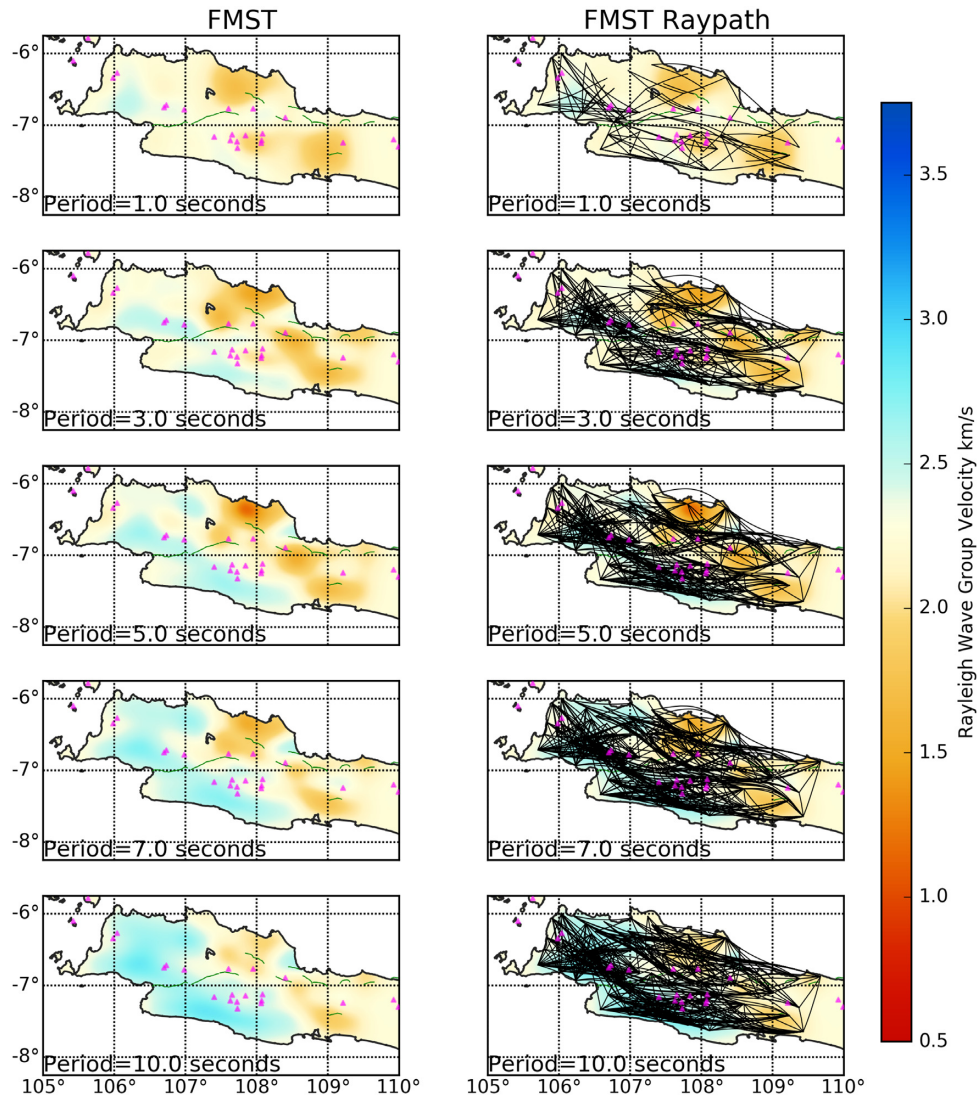 FMST
FMST Raypath
-6°
-7°
-8°
Period=1.0 seconds
Period=1.0 seconds
-6°
-7°
-8°
Period=3.0 seconds
Period=3.0 seconds
-6°
-7°
-8°
Period=5.0 seconds
Period=5.0 seconds
-6°
-7°
-8°
Period=7.0 seconds
Period=7.0 seconds
-6°
-7°
-8°
Period=10.0 seconds
Period=10.0 seconds
105° 106° 107° 108° 109° 110°
105° 106° 107° 108° 109° 110°
3.5
3.0
2.5
2.0
1.5
1.0
0.5
Rayleigh Wave Group Velocity km/s